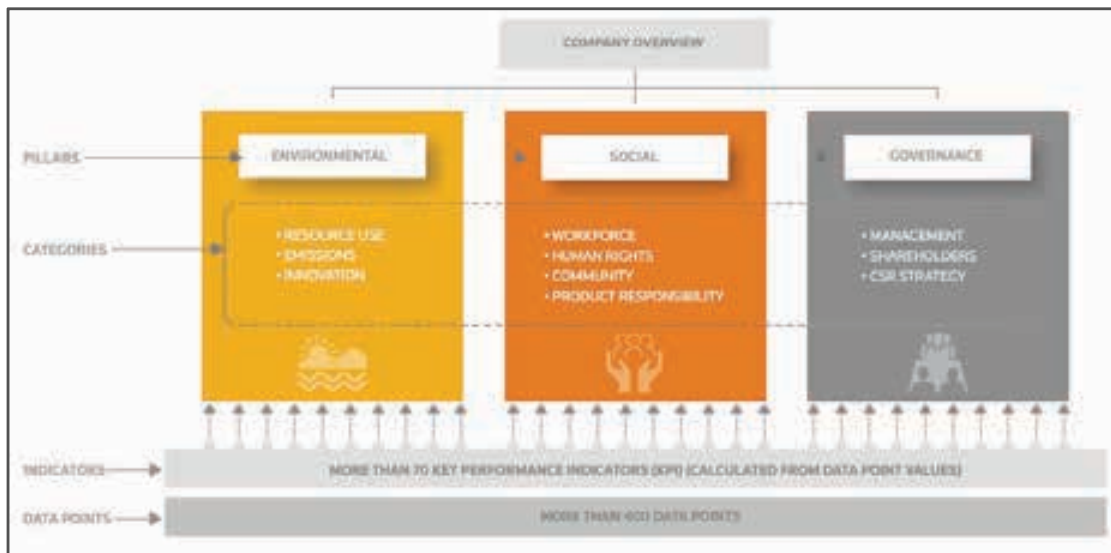 COMPANY OVERVIEW
PILLARS
ENVIRONMENTAL
SOCIAL
GOVERNANCE
CATEGORIES
• RESOURCE USE
• EMISSIONS
• INNOVATION
• WORKFORCE
• HUMAN RIGHTS
• COMMUNITY
• PRODUCT RESPONSIBILITY
• MANAGEMENT
• SHAREHOLDERS
• CSR STRATEGY
INDICATORS
MORE THAN 70 KEY PERFORMANCE INDICATORS (KPI) (CALCULATED FROM DATA POINT VALUES)
DATA POINTS
MORE THAN 400 DATA POINTS